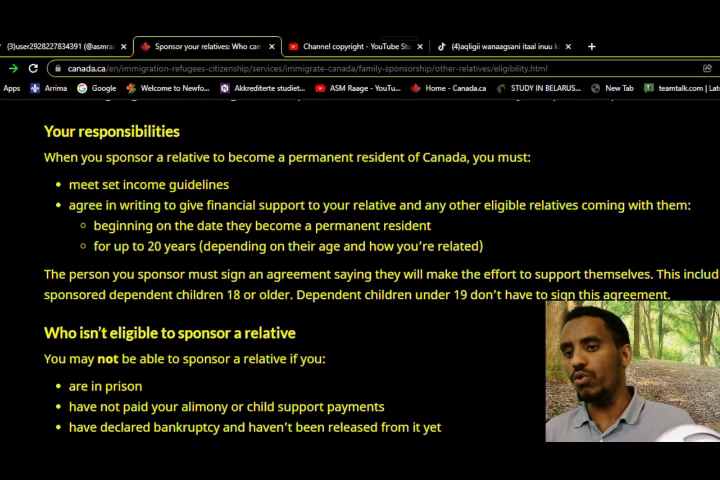 (3)user2928227834391 (@asmra
Sponsor your relatives: Who can
Channel copyright - YouTube Stu
(4)aqligii wanaagsani itaal inuu k
canada.ca/en/immigration-refugees-citizenship/services/immigrate-canada/family-sponsorship/other-relatives/eligibility.html
Apps
Arrima
Google
Welcome to Newfo...
Akkrediterte studiet...
ASM Raage - YouTu...
Home - Canada.ca
STUDY IN BELARUS...
New Tab
teamtalk.com | Late
Your responsibilities
When you sponsor a relative to become a permanent resident of Canada, you must:
• meet set income guidelines
• agree in writing to give financial support to your relative and any other eligible relatives coming with them:
○ beginning on the date they become a permanent resident
○ for up to 20 years (depending on their age and how you're related)
The person you sponsor must sign an agreement saying they will make the effort to support themselves. This includ
sponsored dependent children 18 or older. Dependent children under 19 don't have to sign this agreement.
Who isn't eligible to sponsor a relative
You may not be able to sponsor a relative if you:
• are in prison
• have not paid your alimony or child support payments
• have declared bankruptcy and haven't been released from it yet